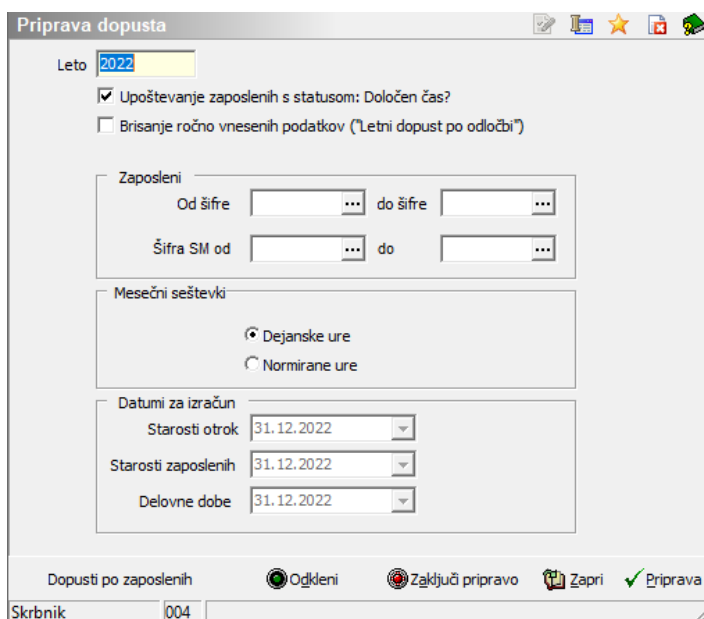 Priprava dopusta
Leto 2022
Upoštevanje zaposlenih s statusom: Določen čas?
Brisanje ročno vnesenih podatkov ("Letni dopust po odločbi")
Zaposleni
Od šifre ... do šifre ...
Šifra SM od ... do ...
Mesečni seštevki
Dejanske ure
Normirane ure
Datumi za izračun
Starosti otrok 31.12.2022
Starosti zaposlenih 31.12.2022
Delovne dobe 31.12.2022
Dopusti po zaposlenih Odkleni Zaključi pripravo Zapri Priprava
Skrbnik 004